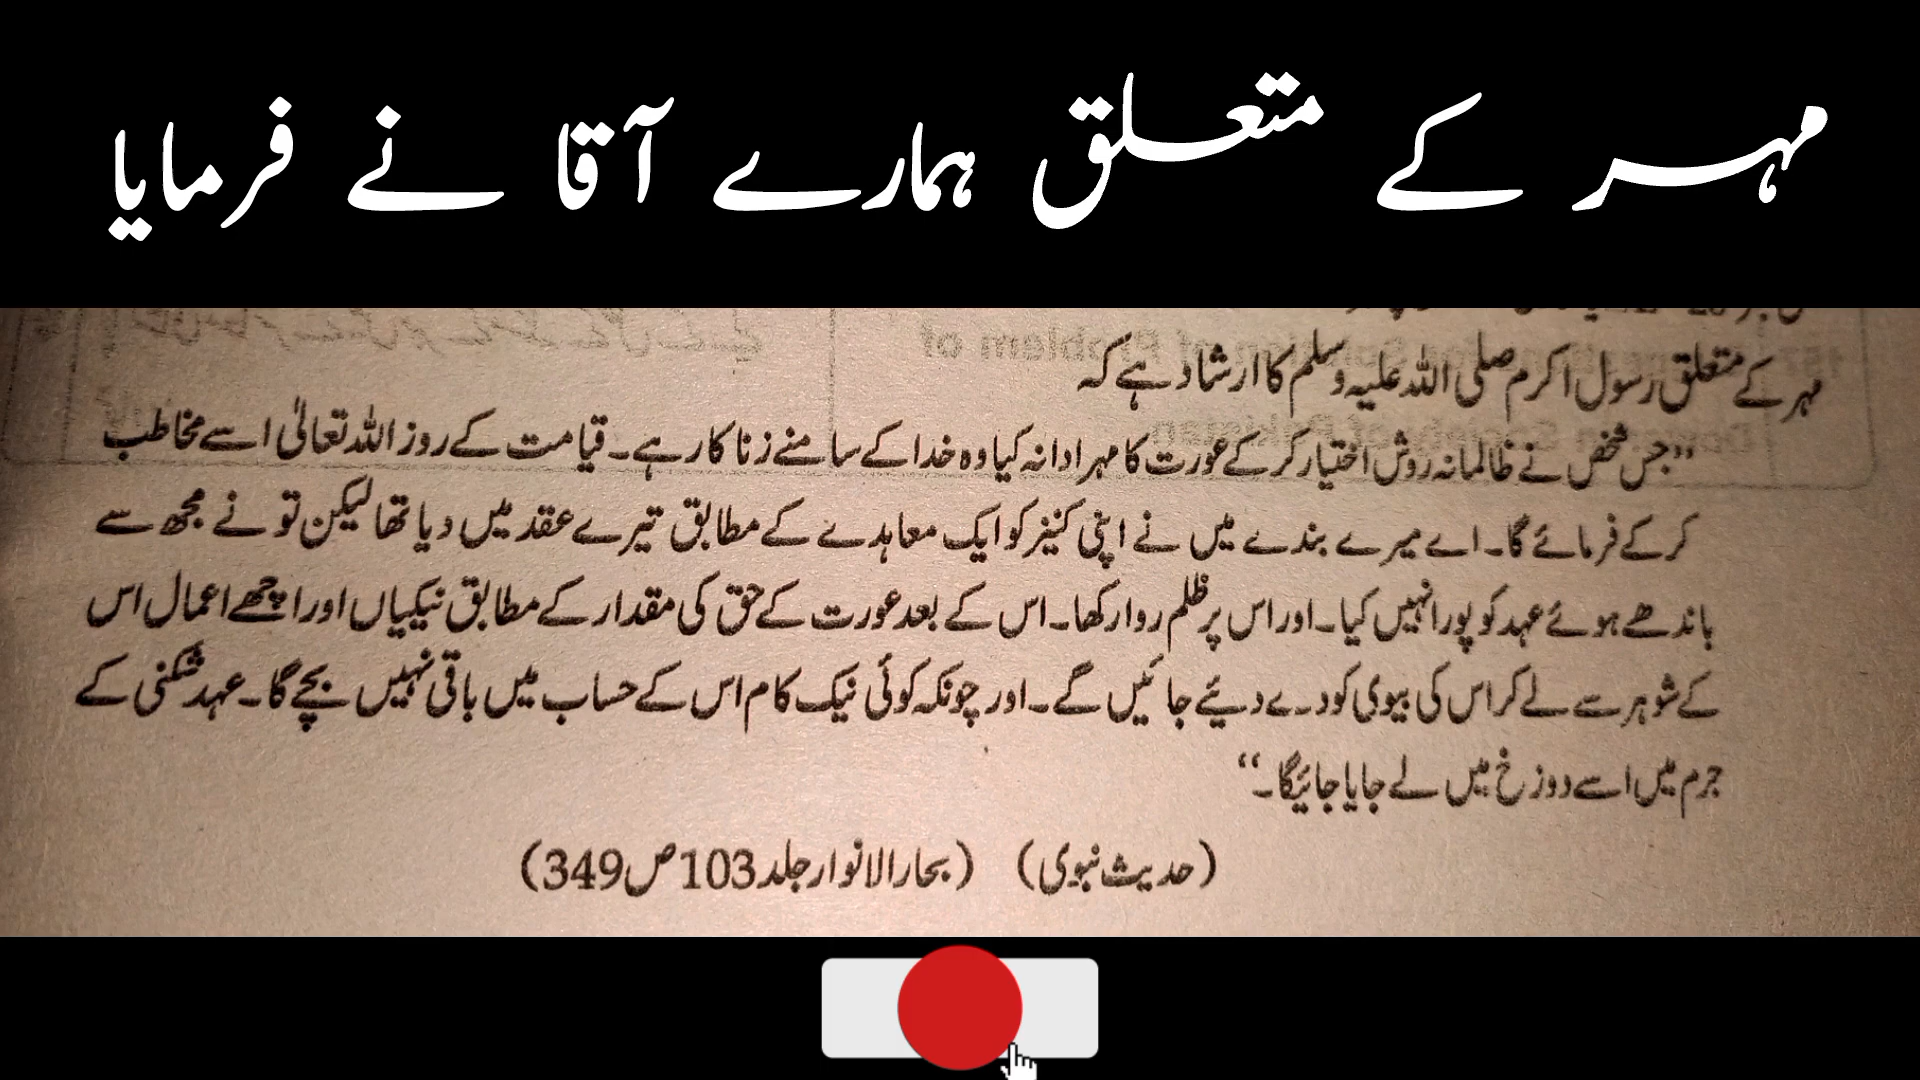 مہر کے متعلق ہمارے آقا نے فرمایا
مہر کے متعلق رسول اکرم صلی اللہ علیہ وسلم کا ارشاد ہے کہ
”جس شخص نے ظالمانہ روش اختیار کر کے عورت کا مہر ادا نہ کیا وہ خدا کے سامنے زنا کار ہے۔ قیامت کے روز اللہ تعالٰی اسے مخاطب
کر کے فرمائے گا۔ اے میرے بندے میں نے اپنی کنیز کو ایک معاہدے کے مطابق تیرے عقد میں دیا تھا لیکن تو نے مجھ سے
باندھے ہوئے عہد کو پورا نہیں کیا۔ اور اس پر ظلم روا رکھا۔ اس کے بعد عورت کے حق کی مقدار کے مطابق نیکیاں اور اچھے اعمال اس
کے شوہر سے لے کر اس کی بیوی کو دے دیئے جائیں گے۔ اور چونکہ کوئی نیک کام اس کے حساب میں باقی نہیں بچے گا۔ عہد شکنی کے
جرم میں اسے دوزخ میں لے جایا جائیگا۔“
(حدیث نبوی) (بحار الانوار جلد 103 ص 349)